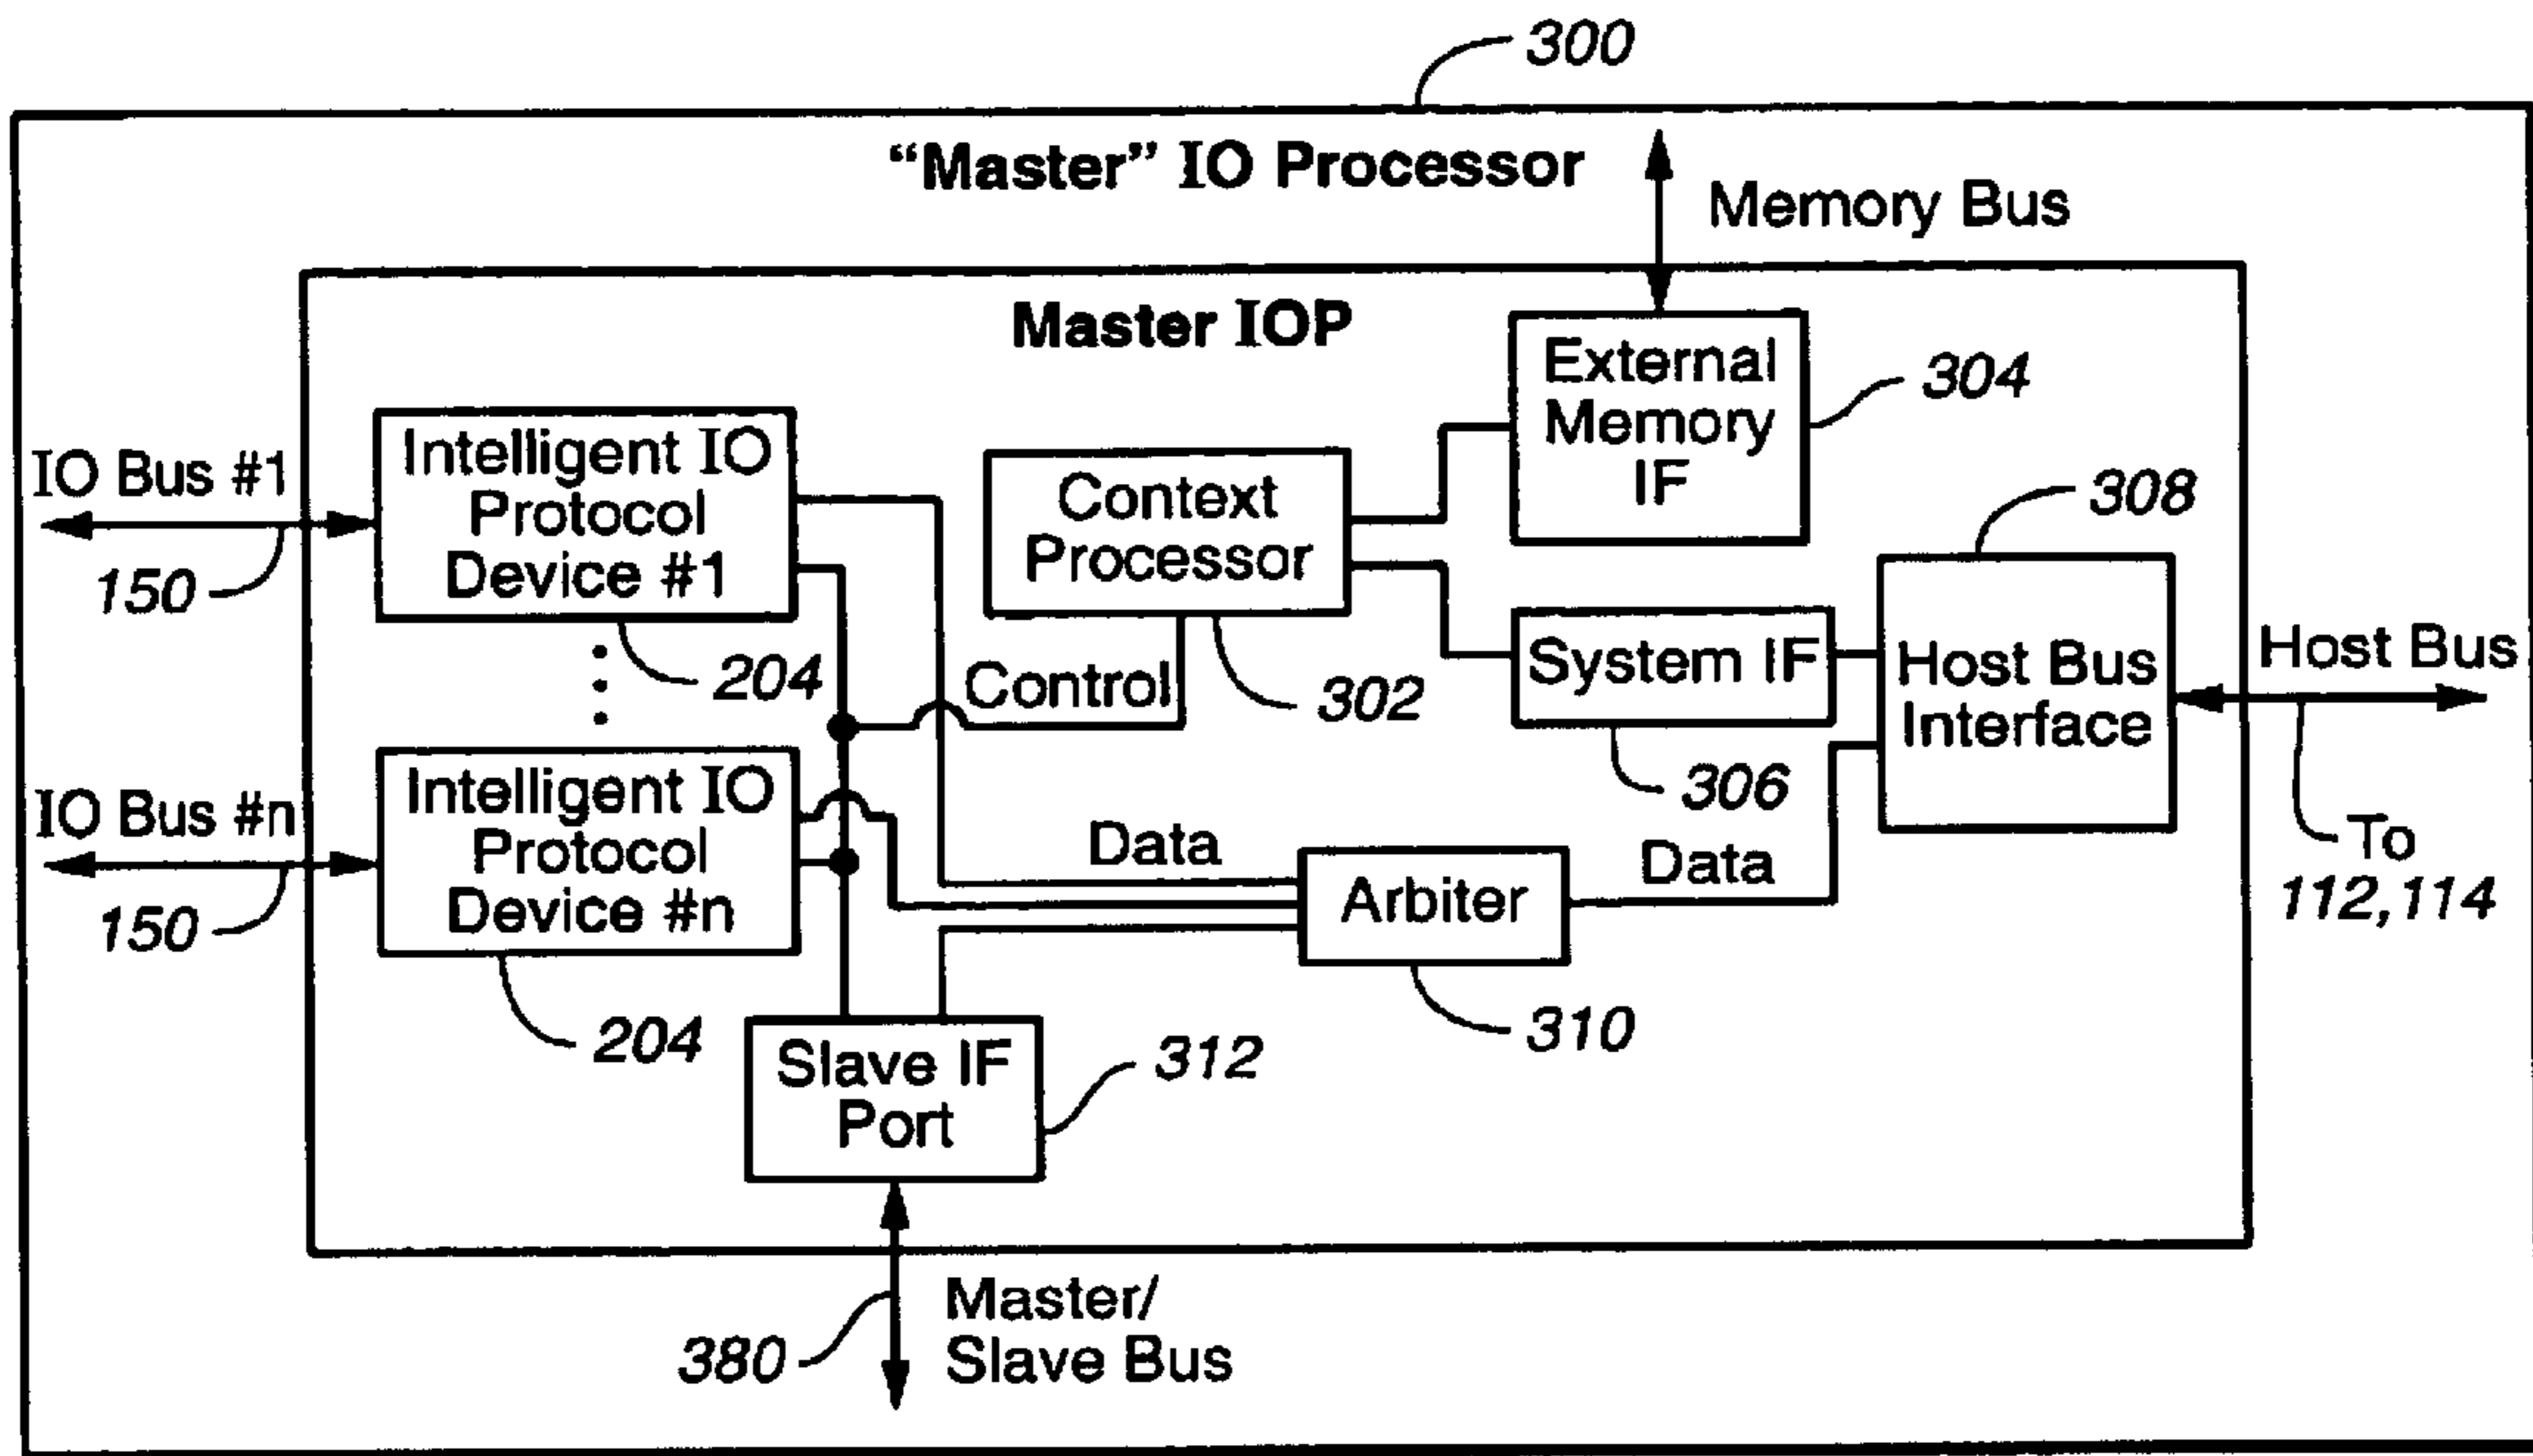 300
“Master” IO Processor
Memory Bus
Master IOP
External
Memory
IF
304
IO Bus #1
150
Intelligent IO
Protocol
Device #1
204
Context
Processor
302
Control
System IF
306
308
Host Bus
Interface
Host Bus
To
112,114
IO Bus #n
150
Intelligent IO
Protocol
Device #n
204
Data
Arbiter
310
Data
Slave IF
Port
312
380
Master/
Slave Bus